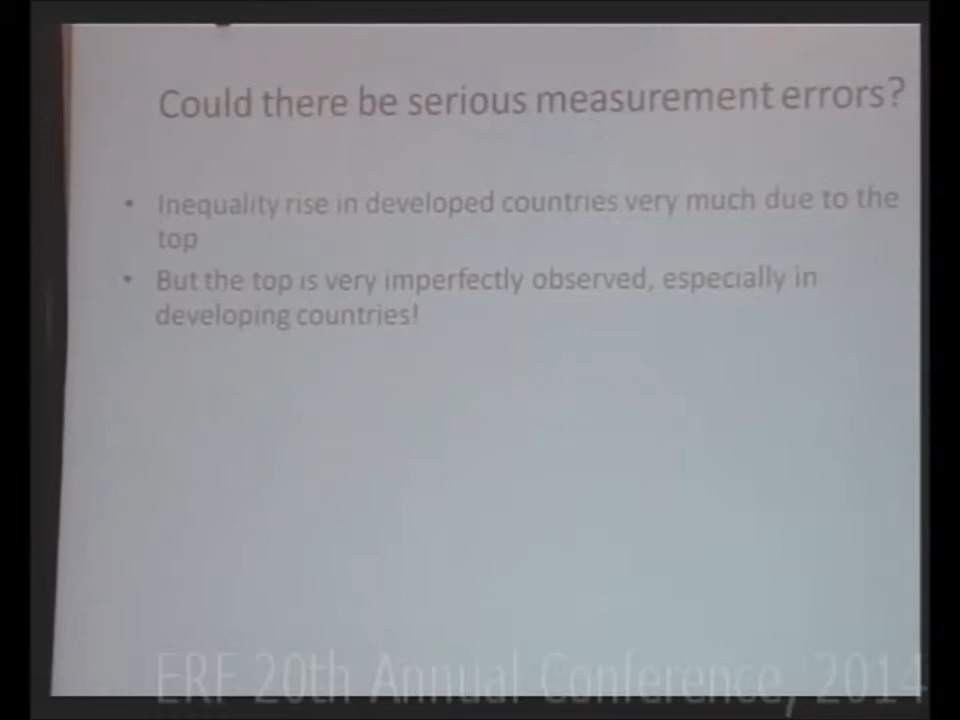 Could there be serious measurement errors?
• Inequality rise in developed countries very much due to the
top
• But the top is very imperfectly observed, especially in
developing countries!
ERF 20th Annual Conference, 2014